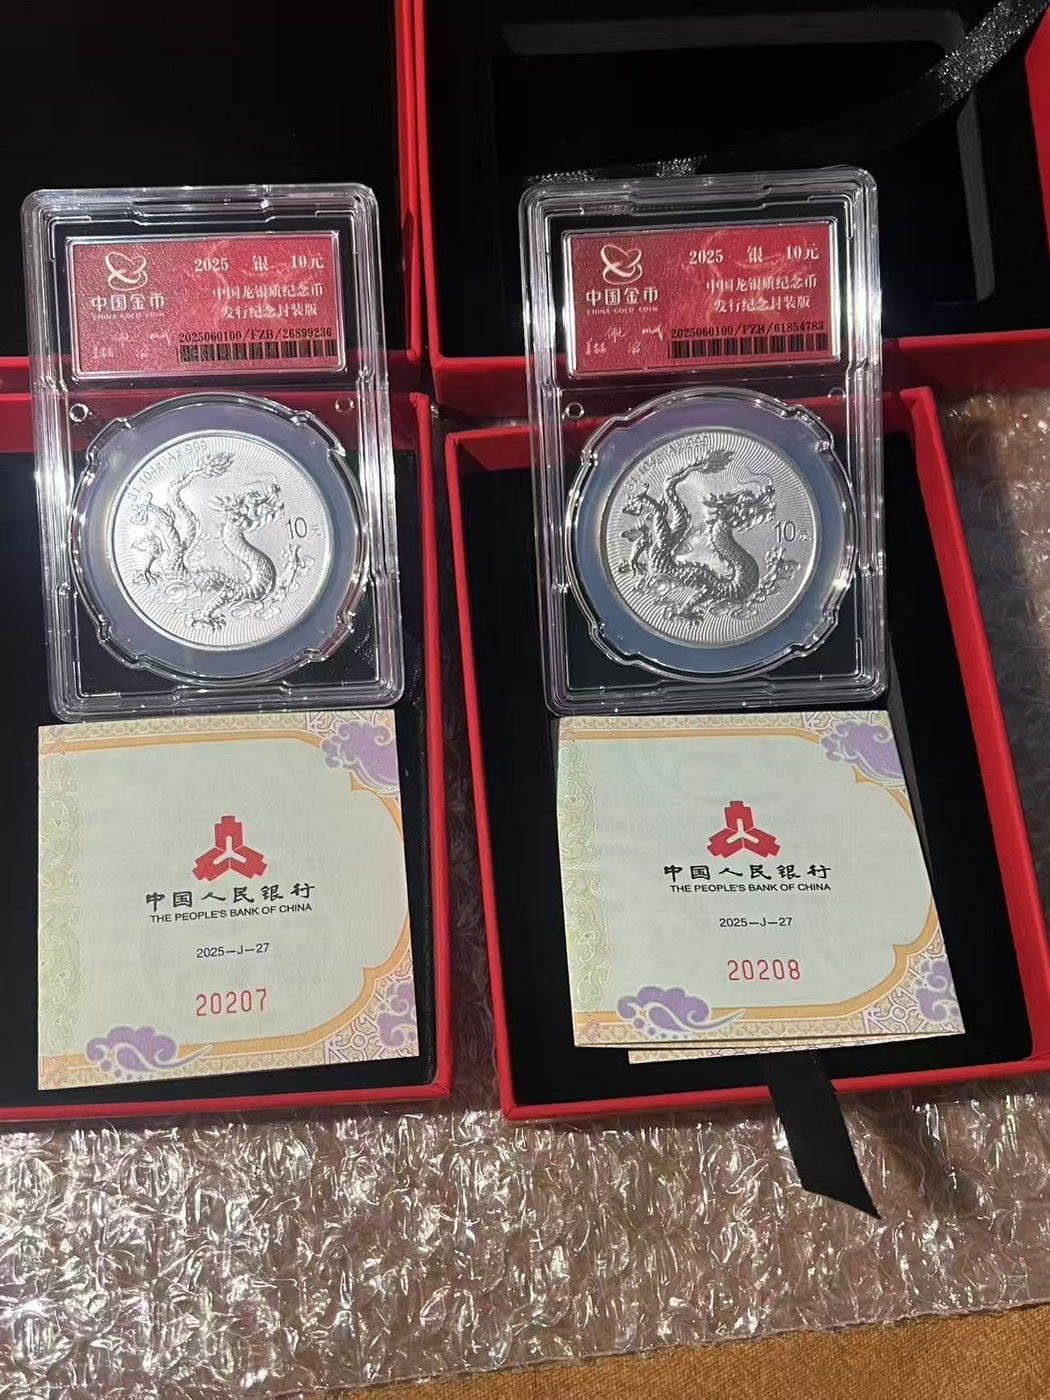 2025 银 10元
中国金币
CHINA GOLD COIN
中国龙银质纪念币
发行纪念封装版
2025060100/FZB/26899236
10元
中国人民银行
THE PEOPLE'S BANK OF CHINA
2025—J—27
20207
2025 银 10元
中国金币
CHINA GOLD COIN
中国龙银质纪念币
发行纪念封装版
2025060100/FZB/61854783
10元
中国人民银行
THE PEOPLE'S BANK OF CHINA
2025—J—27
20208